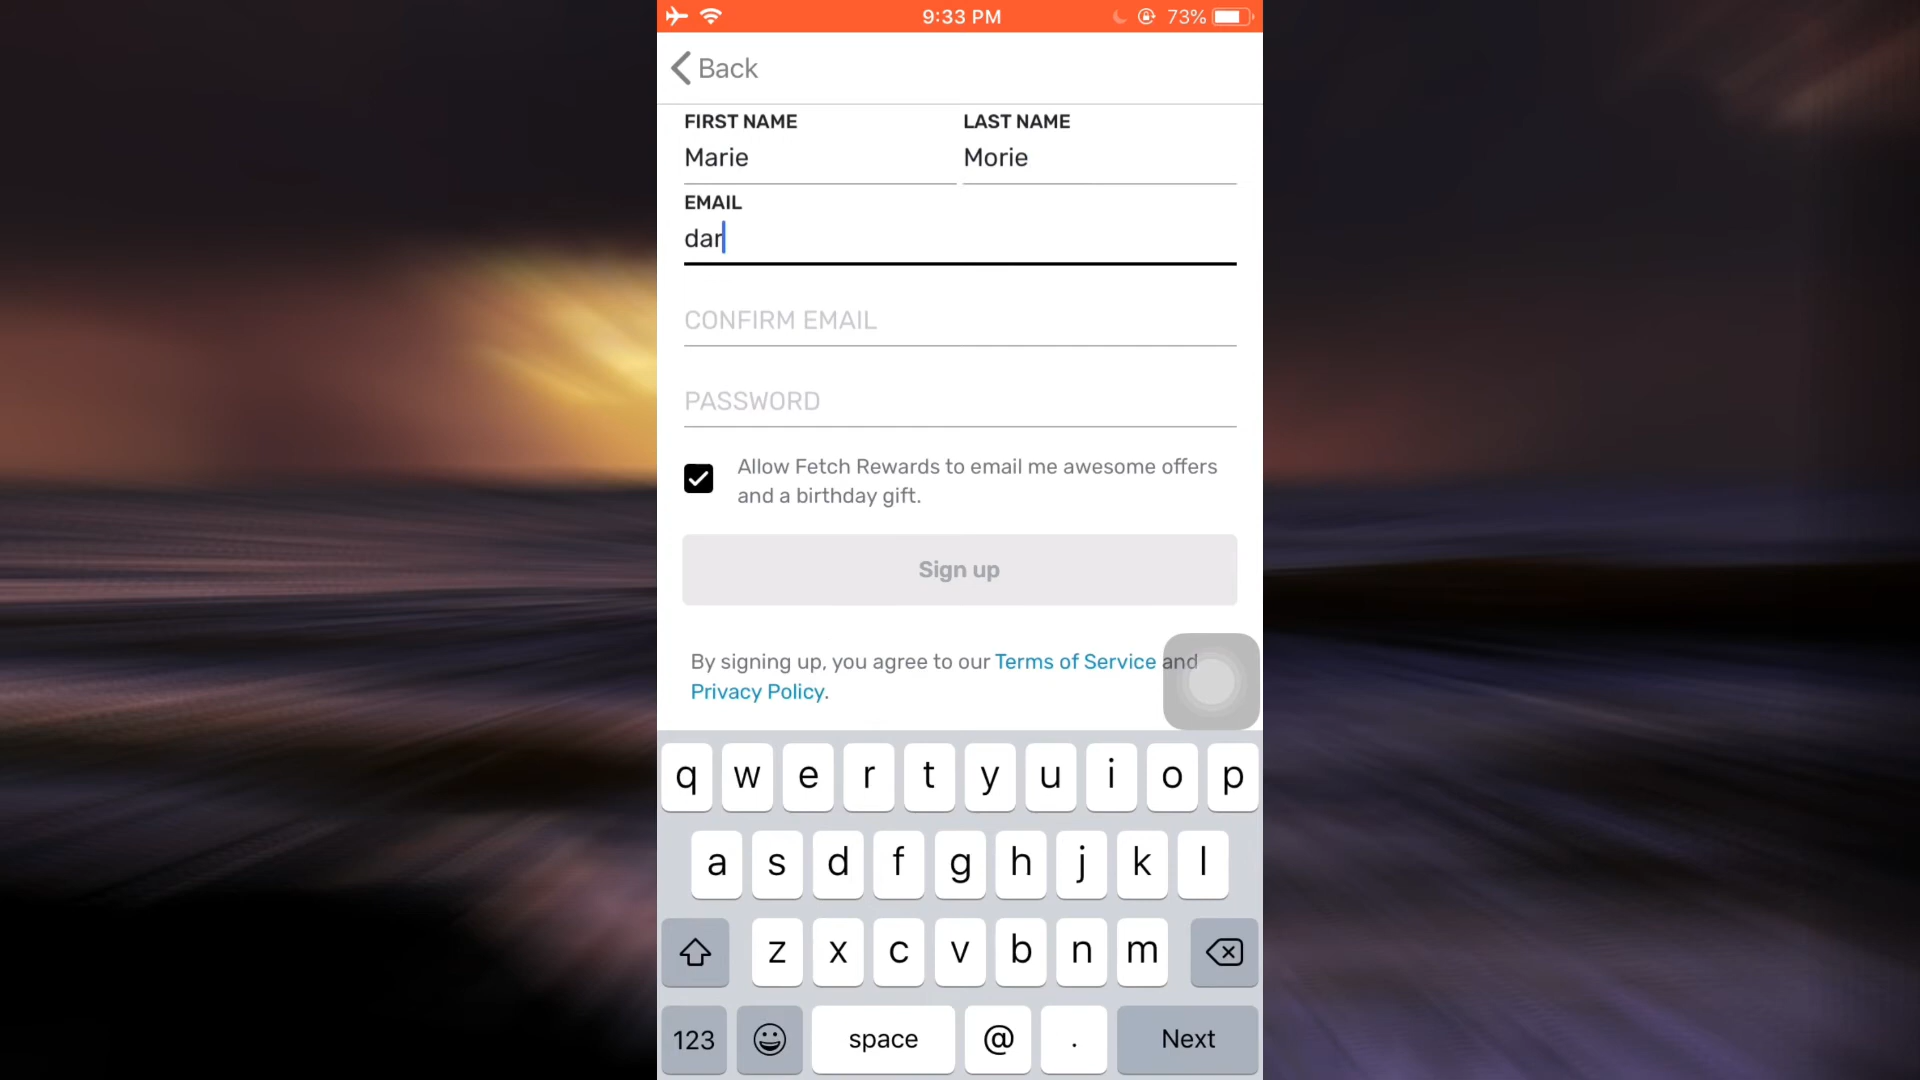 9:33 PM
73%
Back
FIRST NAME
LAST NAME
Marie
Morie
EMAIL
dar
CONFIRM EMAIL
PASSWORD
Allow Fetch Rewards to email me awesome offers
and a birthday gift.
Sign up
By signing up, you agree to our Terms of Service and
Privacy Policy.
q w e r t y u i o p
a s d f g h j k l
z x c v b n m
123 space @ . Next